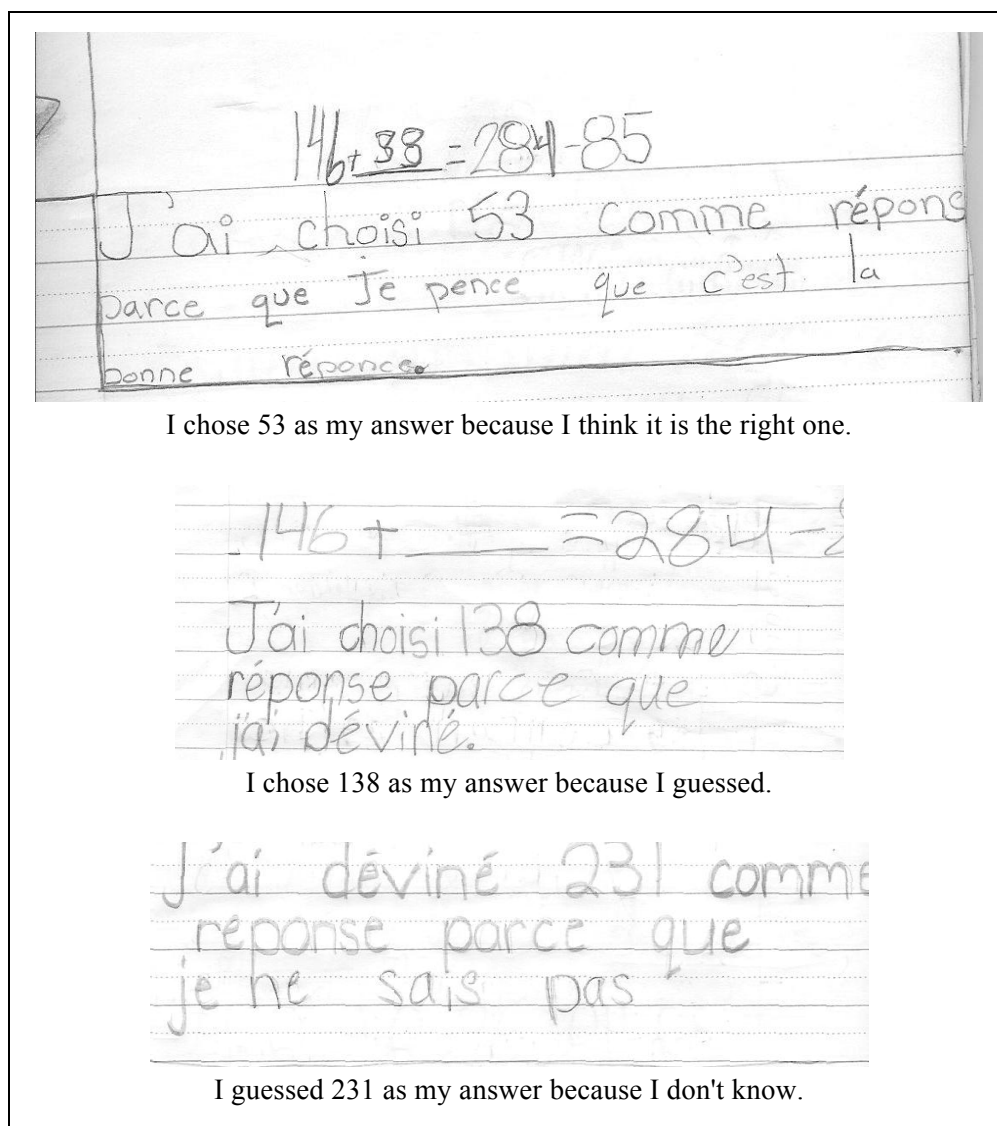 146+ 38 = 284-85
J'ai choisi 53 comme répons
parce que Je pence que c'est la
bonne réponce.
I chose 53 as my answer because I think it is the right one.
146 + ___ = 284-
J'ai choisi 138 comme
réponse parce que
j'ai déviné.
I chose 138 as my answer because I guessed.
J'ai déviné 231 comme
réponse parce que
je ne sais pas
I guessed 231 as my answer because I don't know.